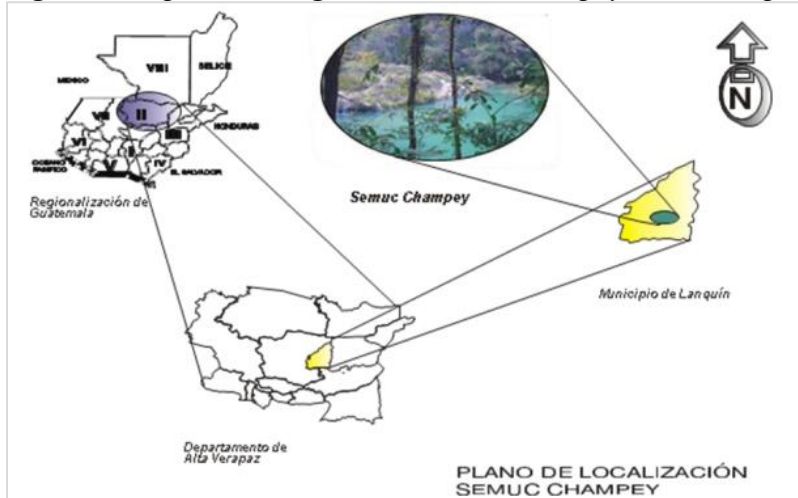 VIII
BELICE
MEXICO
VII
II
HONDURAS
III
VI
I
OCEANO
PACIFICO
V
IV
EL SALVADOR
Regionalización de
Guatemala
Semuc Champey
N
Municipio de Lanquín
Departamento de
Alta Verapaz
PLANO DE LOCALIZACIÓN
SEMUC CHAMPEY